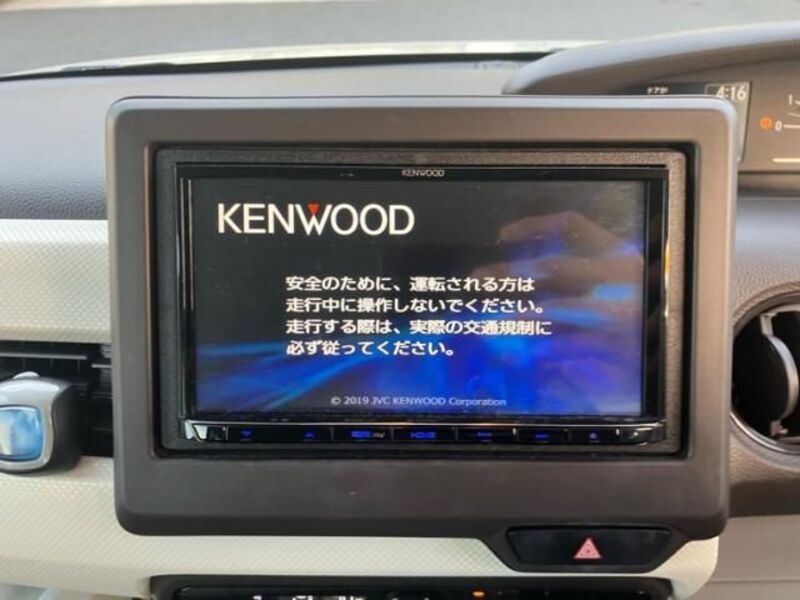 4:16
KENWOOD
KENWOOD
安全のために、運転される方は
走行中に操作しないでください。
走行する際は、実際の交通規制に
必ず従ってください。
© 2019 JVC KENWOOD Corporation
HOME